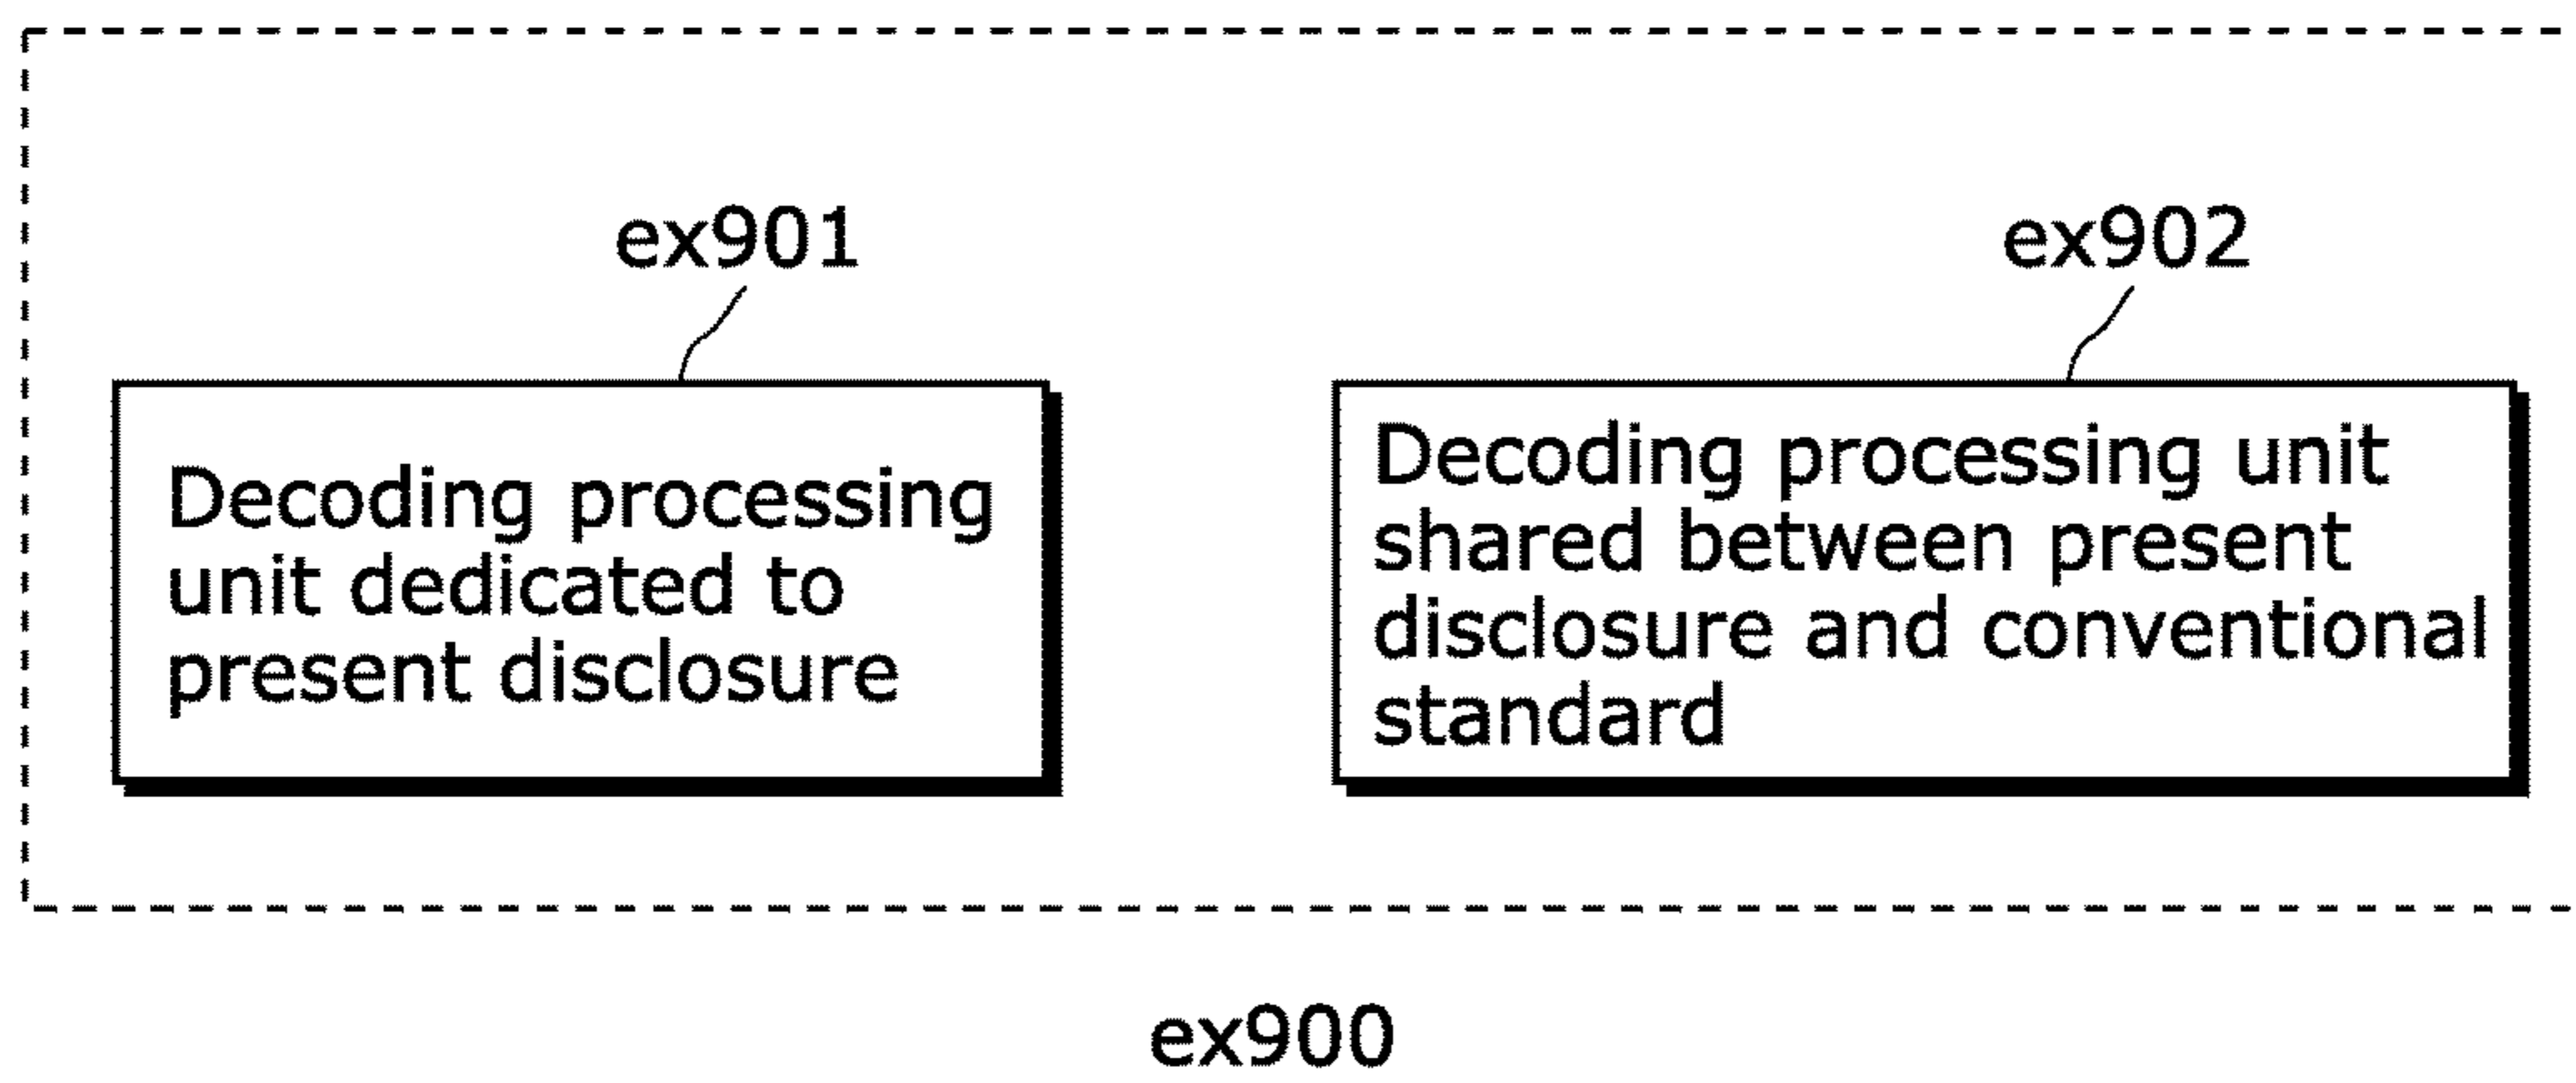 ex901
ex902
Decoding processing
unit dedicated to
present disclosure
Decoding processing unit
shared between present
disclosure and conventional
standard
ex900